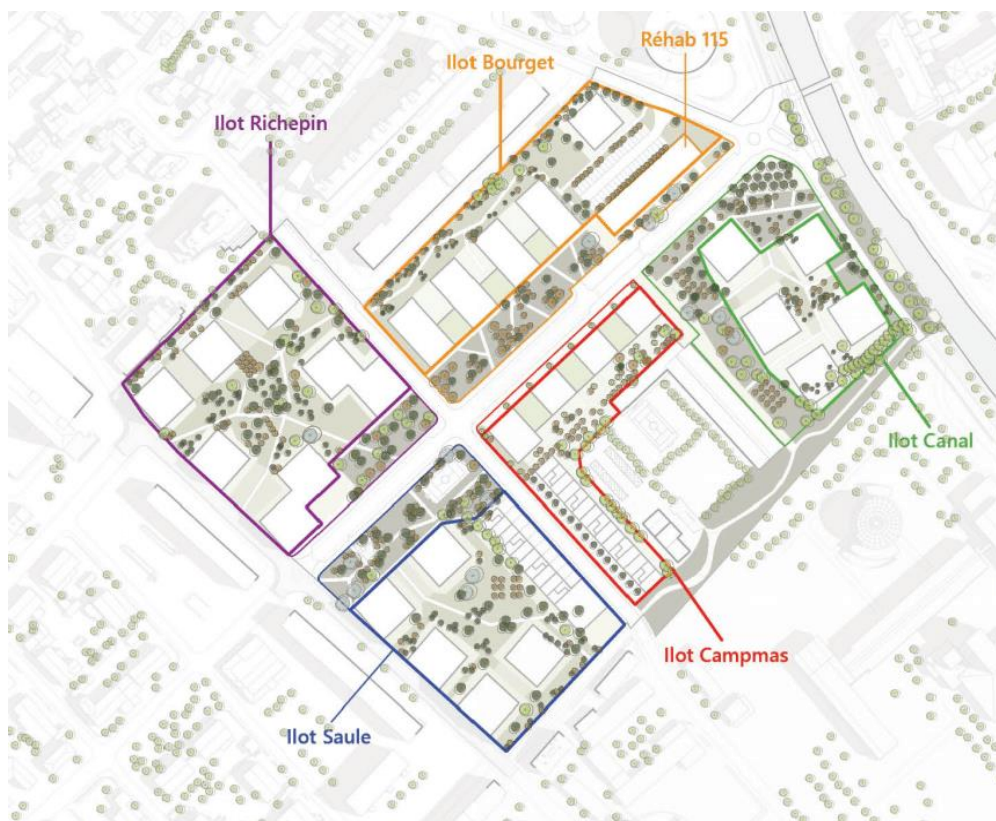 Réhab 115
Ilot Bourget
Ilot Richepin
Ilot Canal
Ilot Campmas
Ilot Saule